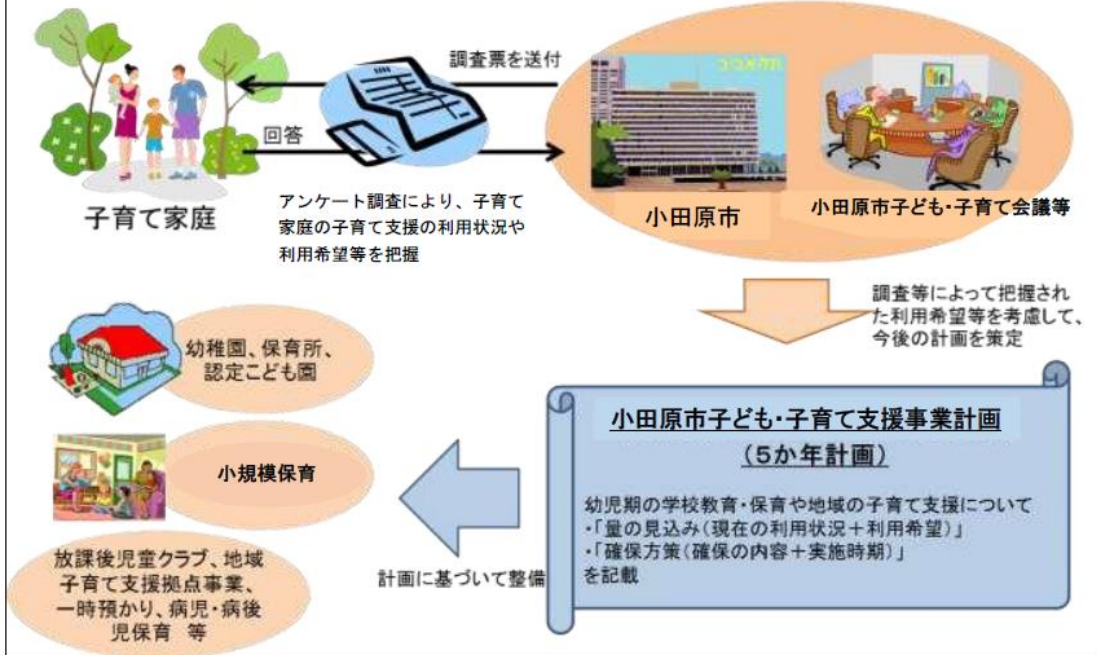 調査票を送付
תל-אביב
回答
子育て家庭
アンケート調査により、子育て
家庭の子育て支援の利用状況や
利用希望等を把握
小田原市
小田原市子ども・子育て会議等
調査等によって把握され
た利用希望等を考慮して、
今後の計画を策定
幼稚園、保育所、
認定こども園
小規模保育
放課後児童クラブ、地域
子育て支援拠点事業、
一時預かり、病児・病後
児保育 等
計画に基づいて整備
小田原市子ども・子育て支援事業計画
(5か年計画)
幼児期の学校教育・保育や地域の子育て支援について
・「量の見込み(現在の利用状況+利用希望)」
・「確保方策(確保の内容+実施時期)」
を記載